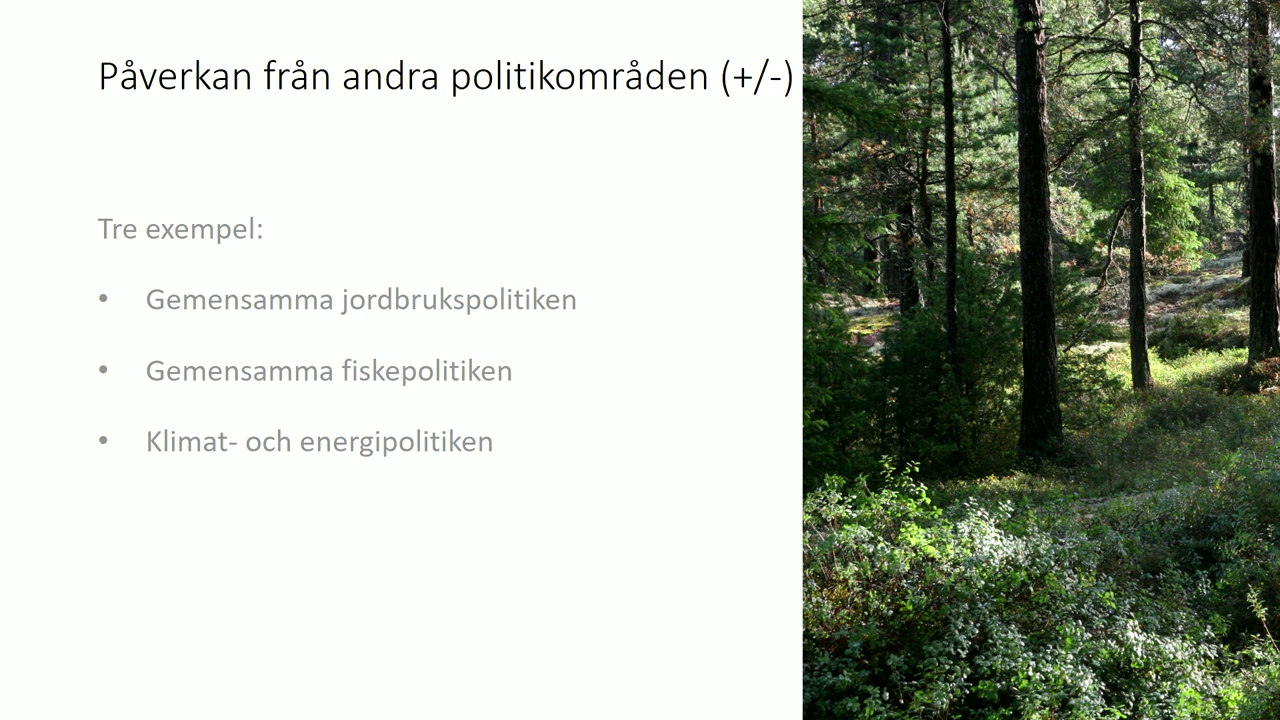 Påverkan från andra politikområden (+/-)
Tre exempel:
• Gemensamma jordbrukspolitiken
• Gemensamma fiskepolitiken
• Klimat- och energipolitiken